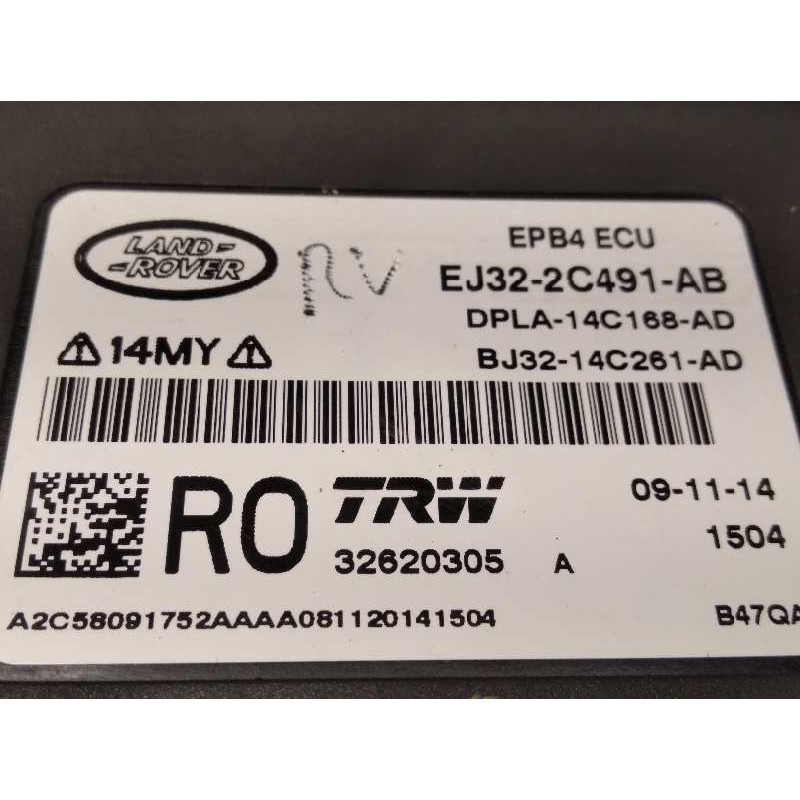 LAND-
-ROVER
RV
EPB4 ECU
EJ32-2C491-AB
DPLA-14C168-AD
14MY
BJ32-14C261-AD
RO
TRW
09-11-14
32620305 A
1504
A2C58091752AAAA081120141504
B47QA